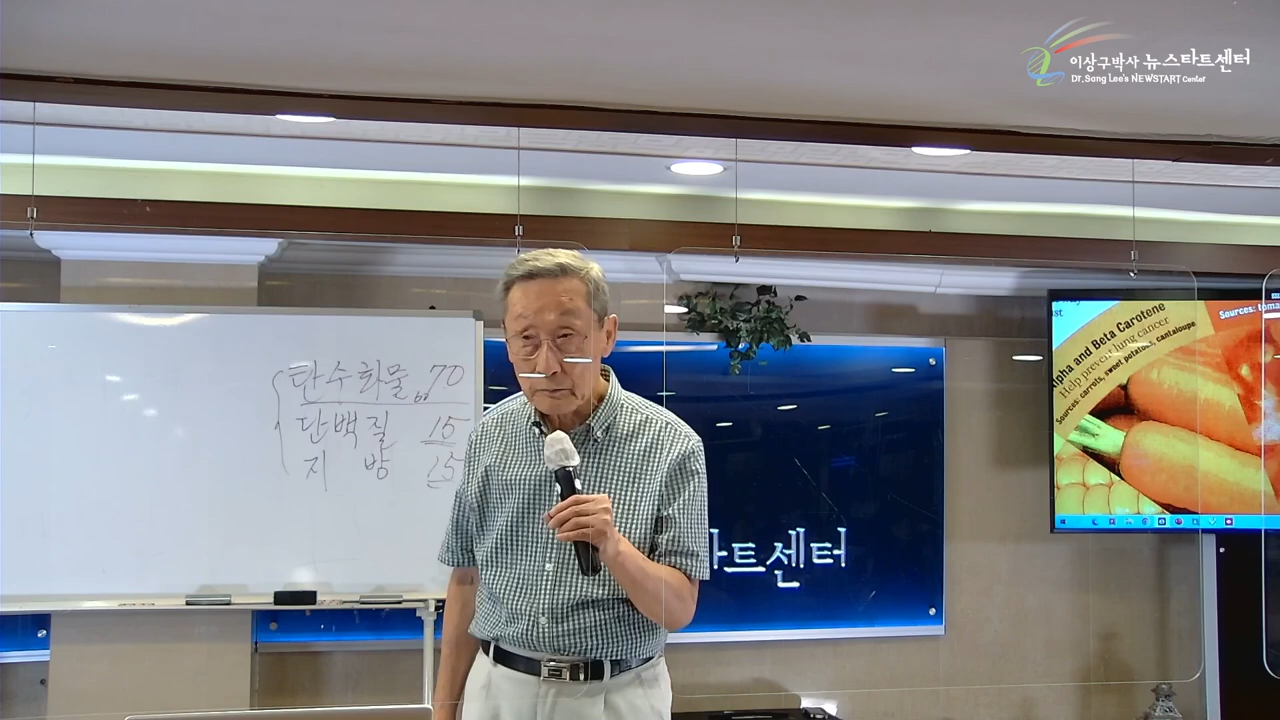 이상구박사 뉴스타트센터
Dr. Sang Lee's NEWSTART Center
탄수화물 70
단백질 15
지 방 15
타트센터
Alpha and Beta Carotene
Help prevent lung cancer
Sources: carrots, sweet potatoes, cantaloupe
Sources: toma